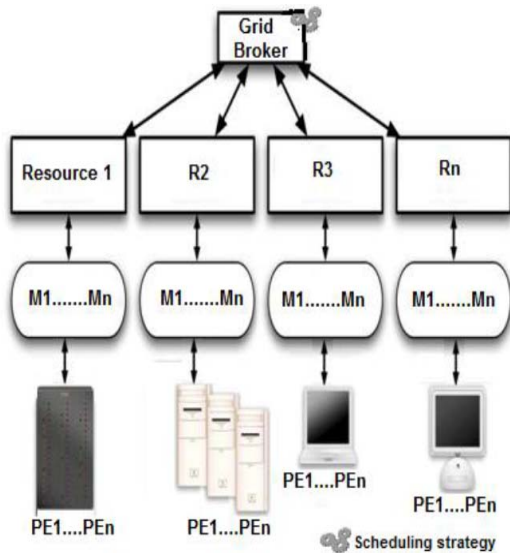 Grid
Broker
Resource 1
R2
R3
Rn
M1.......Mn
M1.......Mn
M1.......Mn
M1.......Mn
PE1....PEn
PE1....PEn
PE1....PEn
PE1....PEn
Scheduling strategy